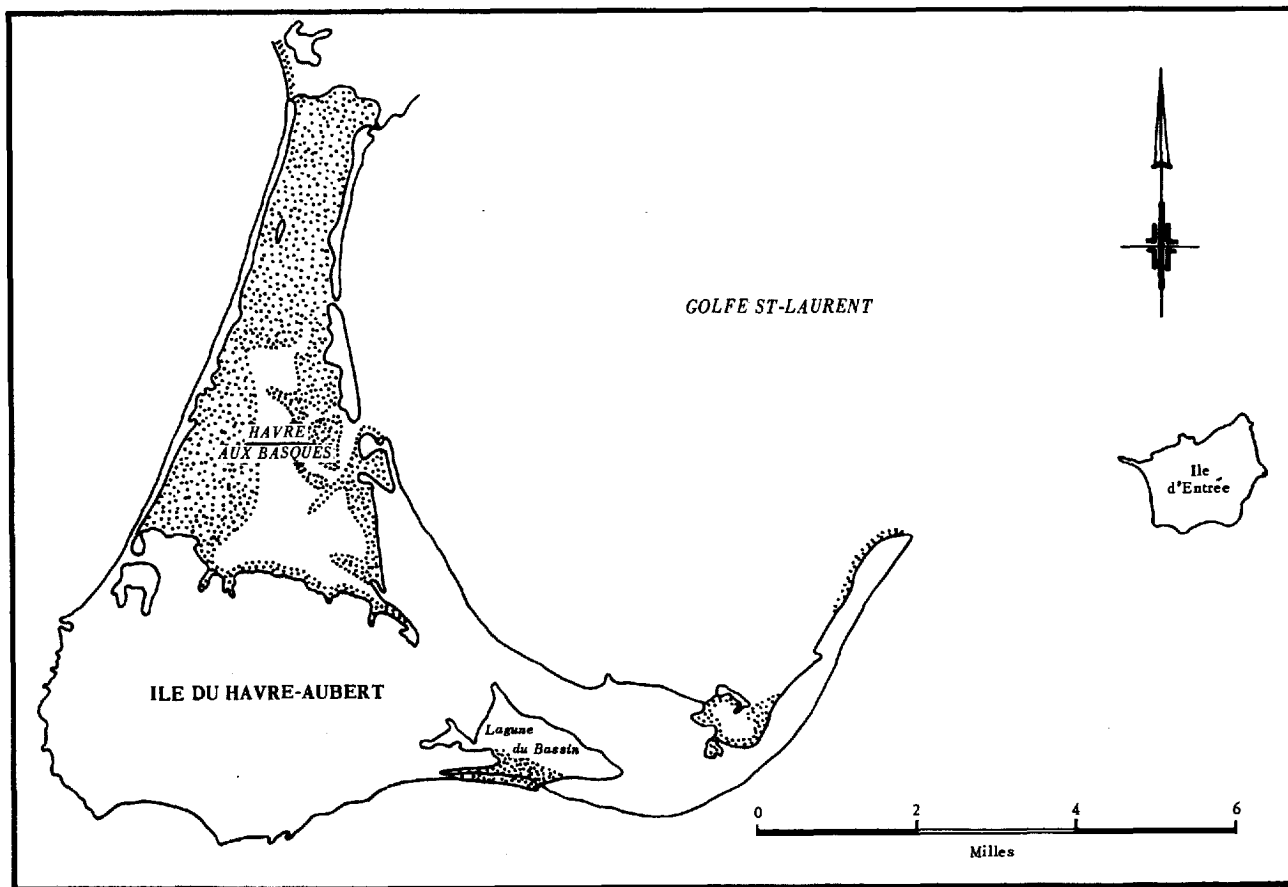 GOLFE ST-LAURENT
HAVRE
AUX BASQUES
Ile
d'Entrée
ILE DU HAVRE-AUBERT
Lagune
du Bassin
0 2 4 6
Milles